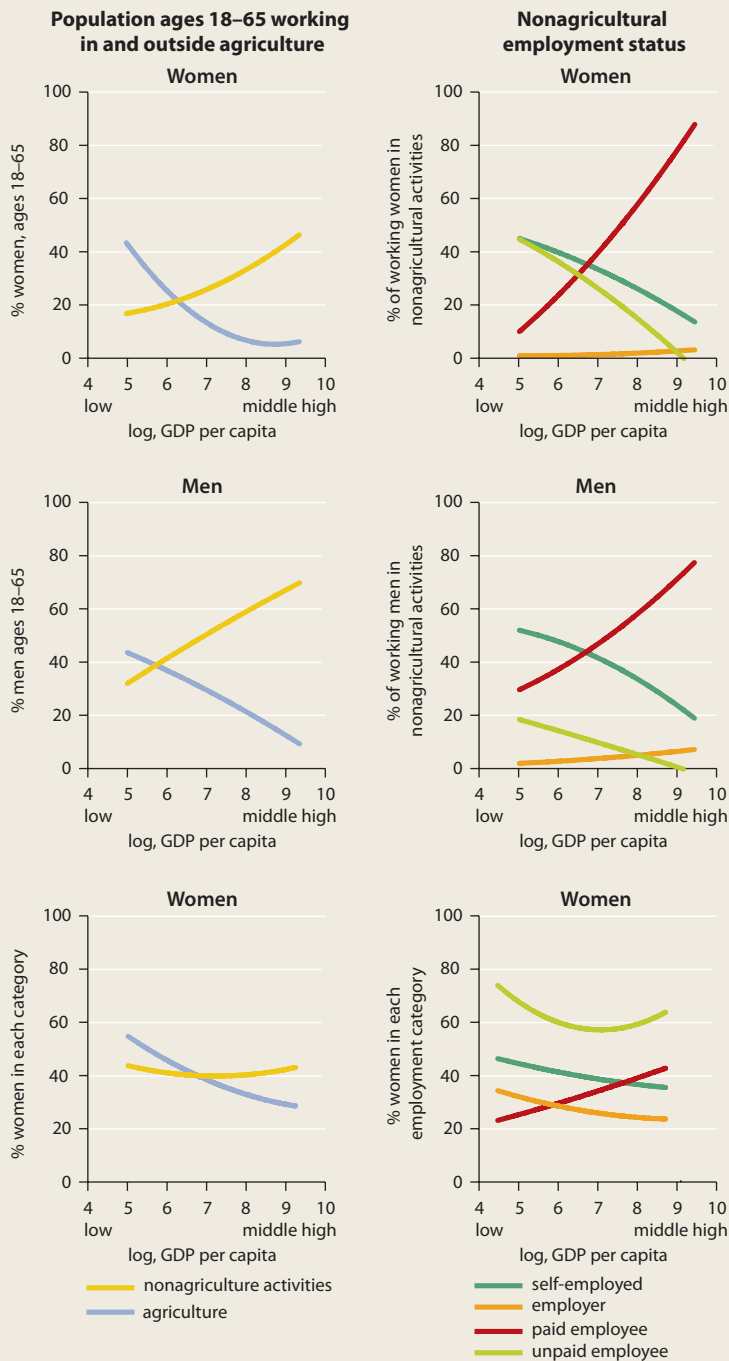 Population ages 18–65 working
in and outside agriculture
Women
% women, ages 18–65
100
80
60
40
20
0
4 5 6 7 8 9 10
low middle high
log, GDP per capita
Nonagricultural
employment status
Women
% of working women in
nonagricultural activities
100
80
60
40
20
0
4 5 6 7 8 9 10
low middle high
log, GDP per capita
Men
% men ages 18–65
100
80
60
40
20
0
4 5 6 7 8 9 10
low middle high
log, GDP per capita
Men
% of working men in
nonagricultural activities
100
80
60
40
20
0
4 5 6 7 8 9 10
low middle high
log, GDP per capita
Women
% women in each category
100
80
60
40
20
0
4 5 6 7 8 9 10
low middle high
log, GDP per capita
Women
% women in each
employment category
100
80
60
40
20
0
4 5 6 7 8 9 10
low middle high
log, GDP per capita
nonagriculture activities
agriculture
self-employed
employer
paid employee
unpaid employee